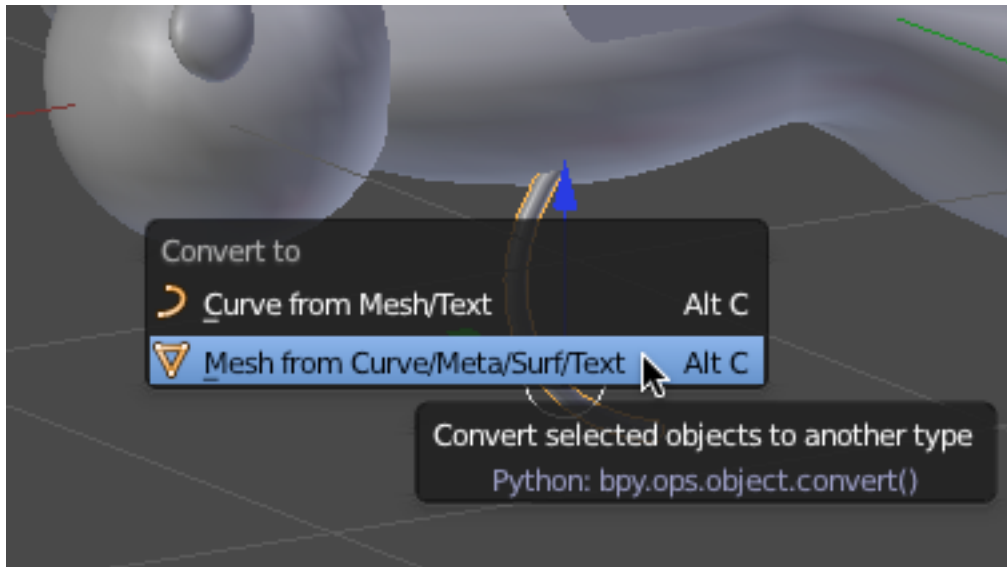 Convert to
Curve from Mesh/Text Alt C
Mesh from Curve/Meta/Surf/Text Alt C
Convert selected objects to another type
Python: bpy.ops.object.convert()